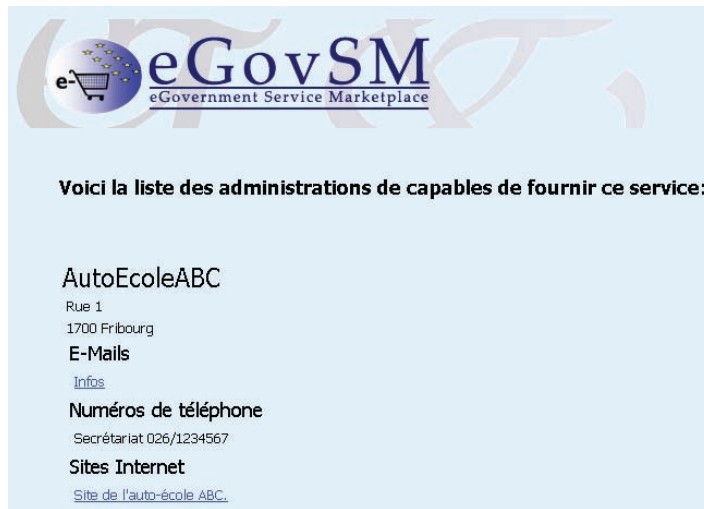 e-
eGovSM
eGovernment Service Marketplace
Voici la liste des administrations de capables de fournir ce service:
AutoEcoleABC
Rue 1
1700 Fribourg
E-Mails
Infos
Numéros de téléphone
Secrétariat 026/1234567
Sites Internet
Site de l'auto-école ABC.